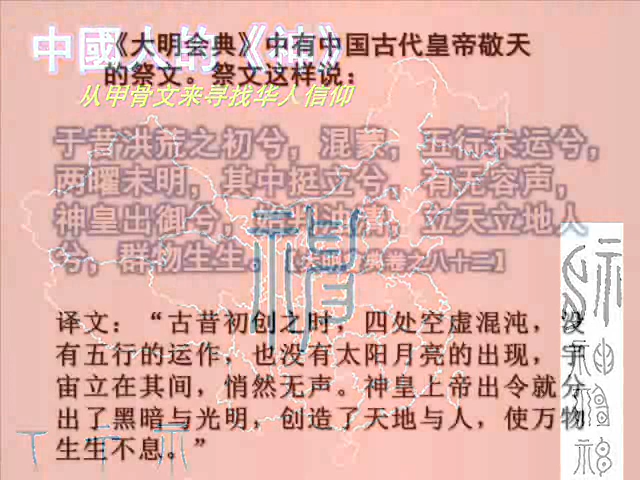 中國人的《神》
《大明会典》中有中国古代皇帝敬天
的祭文。祭文这样说：
从甲骨文来寻找华人信仰
于昔洪荒之初兮，混蒙，五行未运兮，
两曜未明，其中挺立兮，有无容声，
神皇出御兮，清，立天立地人
兮，群物生生。【大明会典卷之八十二】
译文：“古昔初创之时，四处空虚混沌，没
有五行的运作，也没有太阳月亮的出现，宇
宙立在其间，悄然无声。神皇上帝出令就分
出了黑暗与光明，创造了天地与人，使万物
生生不息。”